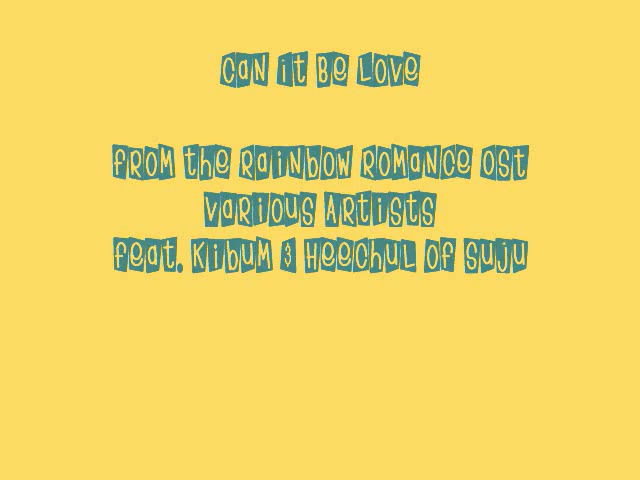 Can it Be Love
from the Rainbow Romance OST
Various Artists
feat. Kibum & Heechul of Suju